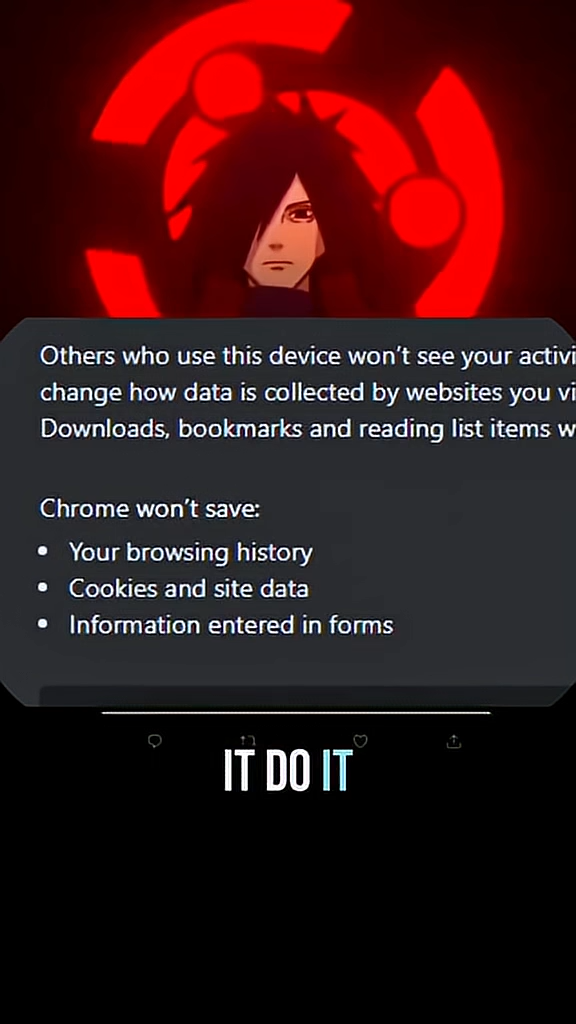 Others who use this device won't see your activi
change how data is collected by websites you vi
Downloads, bookmarks and reading list items w
Chrome won't save:
• Your browsing history
• Cookies and site data
• Information entered in forms
IT DO IT